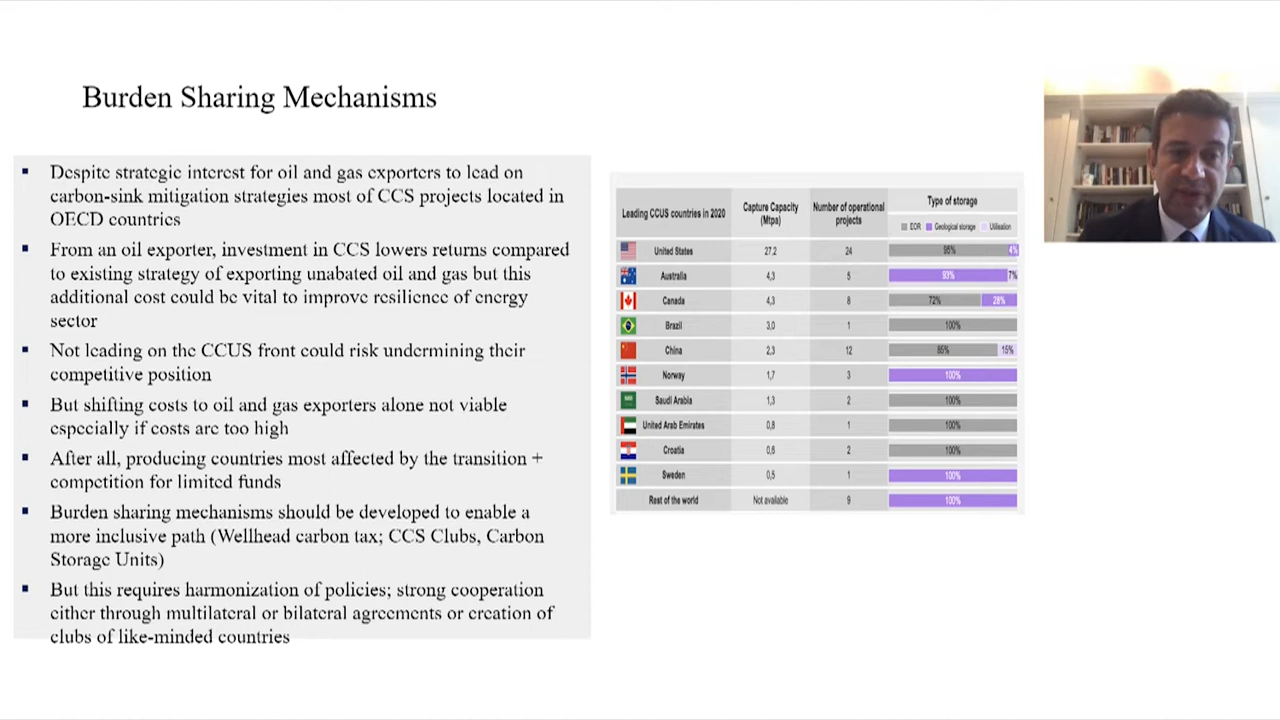 Burden Sharing Mechanisms
Despite strategic interest for oil and gas exporters to lead on
carbon-sink mitigation strategies most of CCS projects located in
OECD countries
From an oil exporter, investment in CCS lowers returns compared
to existing strategy of exporting unabated oil and gas but this
additional cost could be vital to improve resilience of energy
sector
Not leading on the CCUS front could risk undermining their
competitive position
But shifting costs to oil and gas exporters alone not viable
especially if costs are too high
After all, producing countries most affected by the transition +
competition for limited funds
Burden sharing mechanisms should be developed to enable a
more inclusive path (Wellhead carbon tax; CCS Clubs, Carbon
Storage Units)
But this requires harmonization of policies; strong cooperation
either through multilateral or bilateral agreements or creation of
clubs of like-minded countries
Leading CCUS countries in 2020 Capture Capacity (Mtpa) Number of operational projects Type of storage
EOR Geological storage Utilisation
United States 27,2 24 95% 4%
Australia 4,3 5 93% 7%
Canada 4,3 8 72% 28%
Brazil 3,0 1 100%
China 2,3 12 85% 15%
Norway 1,7 3 100%
Saudi Arabia 1,3 2 100%
United Arab Emirates 0,8 1 100%
Croatia 0,6 2 100%
Sweden 0,5 1 100%
Rest of the world Not available 9 100%